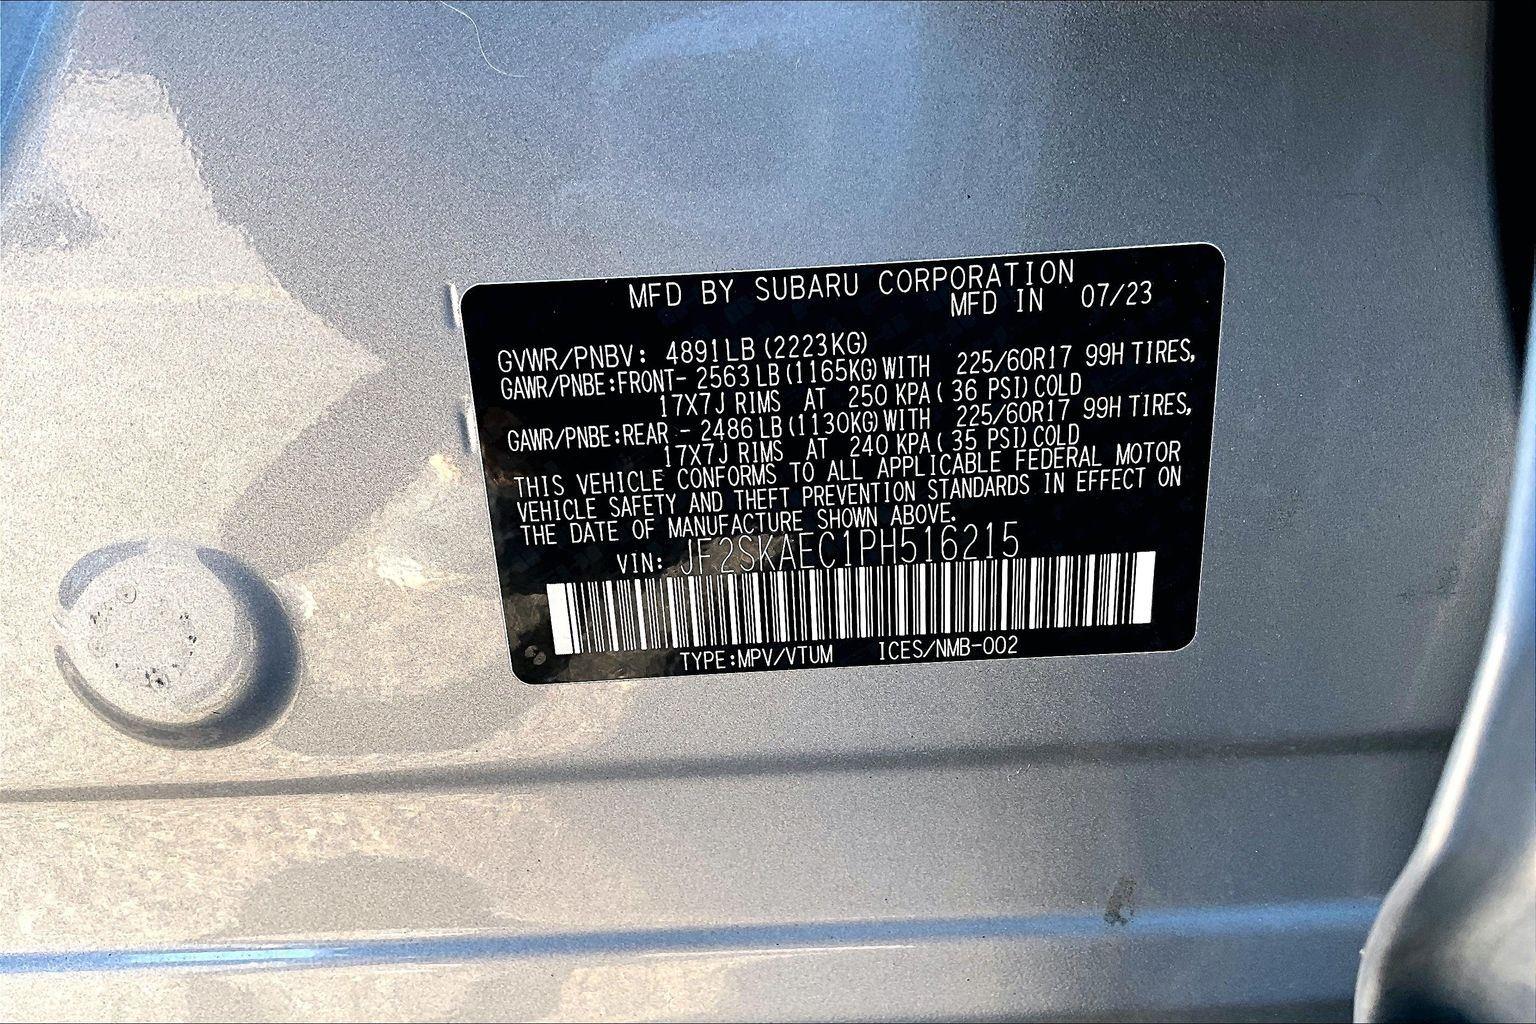 MFD BY SUBARU CORPORATION
MFD IN 07/23
GVWR/PNBV: 4891LB(2223KG)
GAWR/PNBE:FRONT- 2563LB(1165KG)WITH 225/60R17 99H TIRES,
17X7J RIMS AT 250 KPA( 36 PSI)COLD
GAWR/PNBE:REAR - 2486LB(1130KG)WITH 225/60R17 99H TIRES,
17X7J RIMS AT 240 KPA( 35 PSI)COLD
THIS VEHICLE CONFORMS TO ALL APPLICABLE FEDERAL MOTOR
VEHICLE SAFETY AND THEFT PREVENTION STANDARDS IN EFFECT ON
THE DATE OF MANUFACTURE SHOWN ABOVE.
VIN: JF2SKAEC1PH516215
TYPE:MPV/VTUM ICES/NMB-002